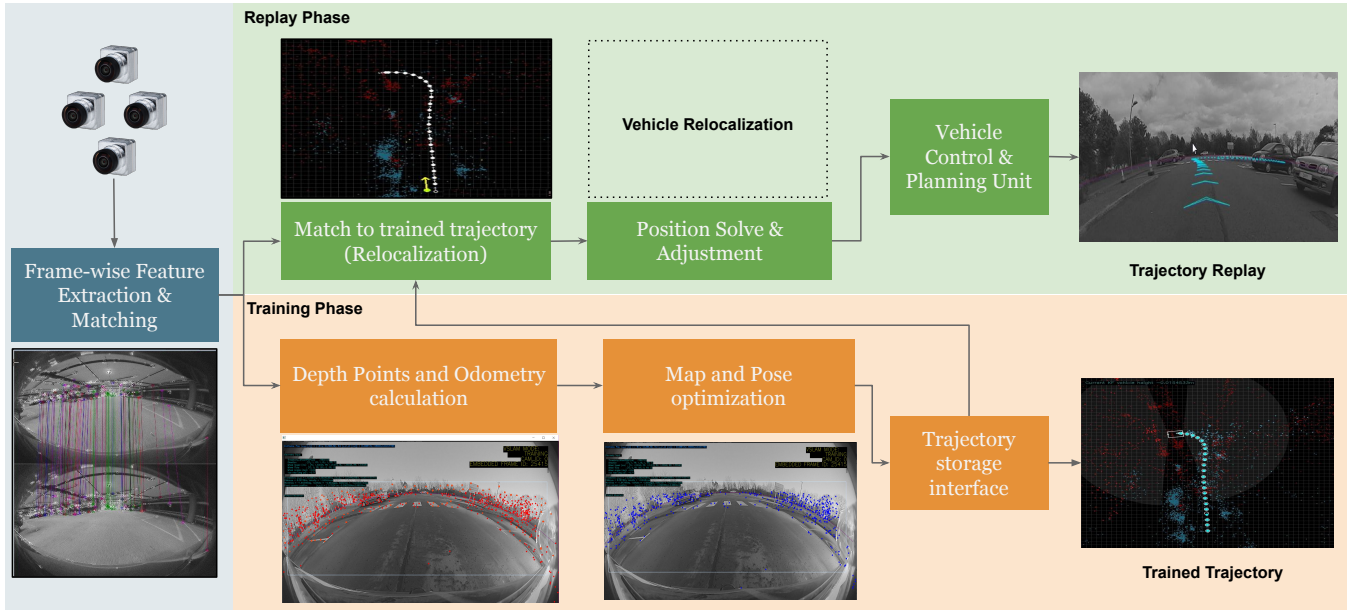 Replay Phase
Vehicle Relocalization
Vehicle
Control &
Planning Unit
Match to trained trajectory
(Relocalization)
Position Solve &
Adjustment
Trajectory Replay
Frame-wise Feature
Extraction &
Matching
Training Phase
Depth Points and Odometry
calculation
Map and Pose
optimization
Trajectory
storage
interface
Trained Trajectory
TRAINING
TRAINING